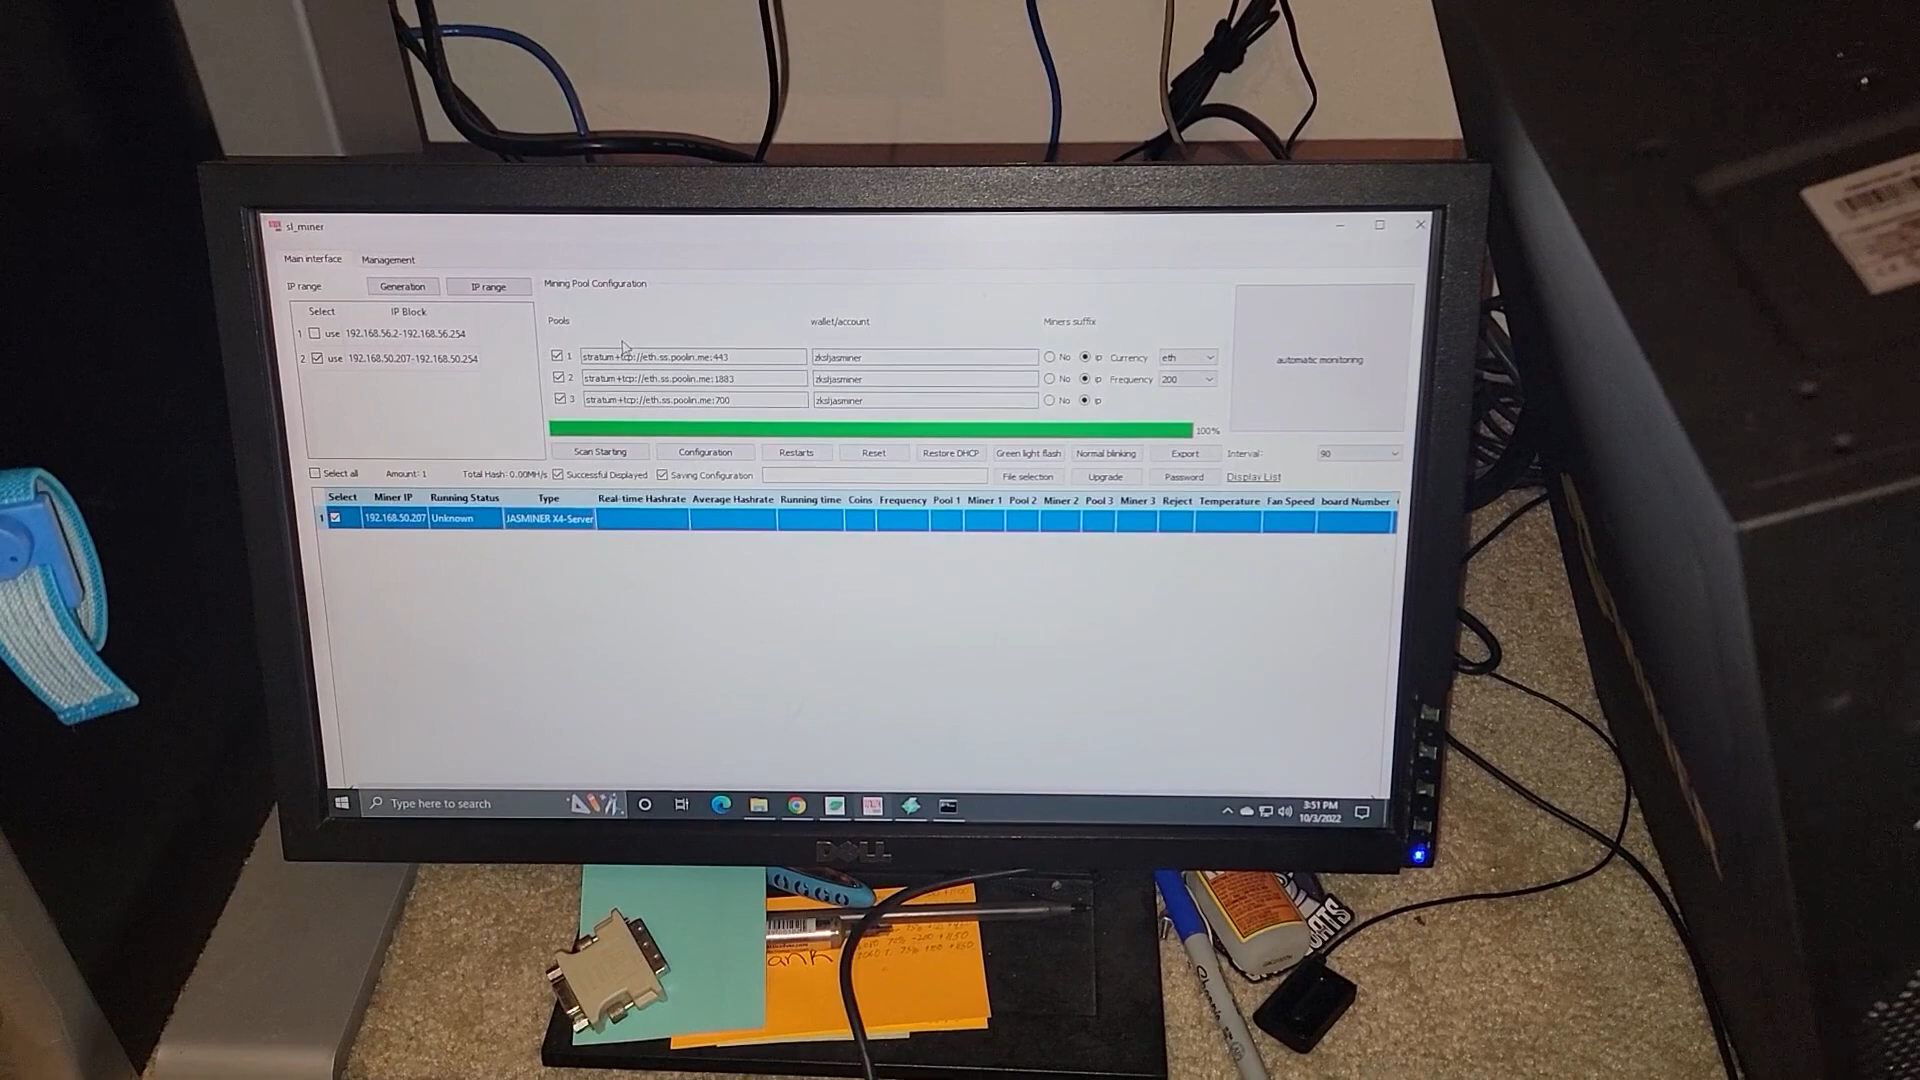 sl_miner
Main interface Management
IP range Generation IP range Mining Pool Configuration
Select IP Block
Pools wallet/account Miners suffix
1 use 192.168.56.2-192.168.56.254
2 use 192.168.50.207-192.168.50.254
1 stratum+tcp://eth.ss.poolin.me:443 zksljasminer No ip Currency eth
2 stratum+tcp://eth.ss.poolin.me:1883 zksljasminer No ip Frequency 200
3 stratum+tcp://eth.ss.poolin.me:700 zksljasminer No ip
automatic monitoring
100%
Scan Starting Configuration Restarts Reset Restore DHCP Green light flash Normal blinking Export Interval: 90
Select all Amount: 1 Total Hash: 0.00MH/s Successful Displayed Saving Configuration File selection Upgrade Password Display List
Select Miner IP Running Status Type Real-time Hashrate Average Hashrate Running time Coins Frequency Pool 1 Miner 1 Pool 2 Miner 2 Pool 3 Miner 3 Reject Temperature Fan Speed board Number
1 192.168.50.207 Unknown JASMINER X4-Server
Type here to search
3:51 PM
10/3/2022
DELL
Sharpie